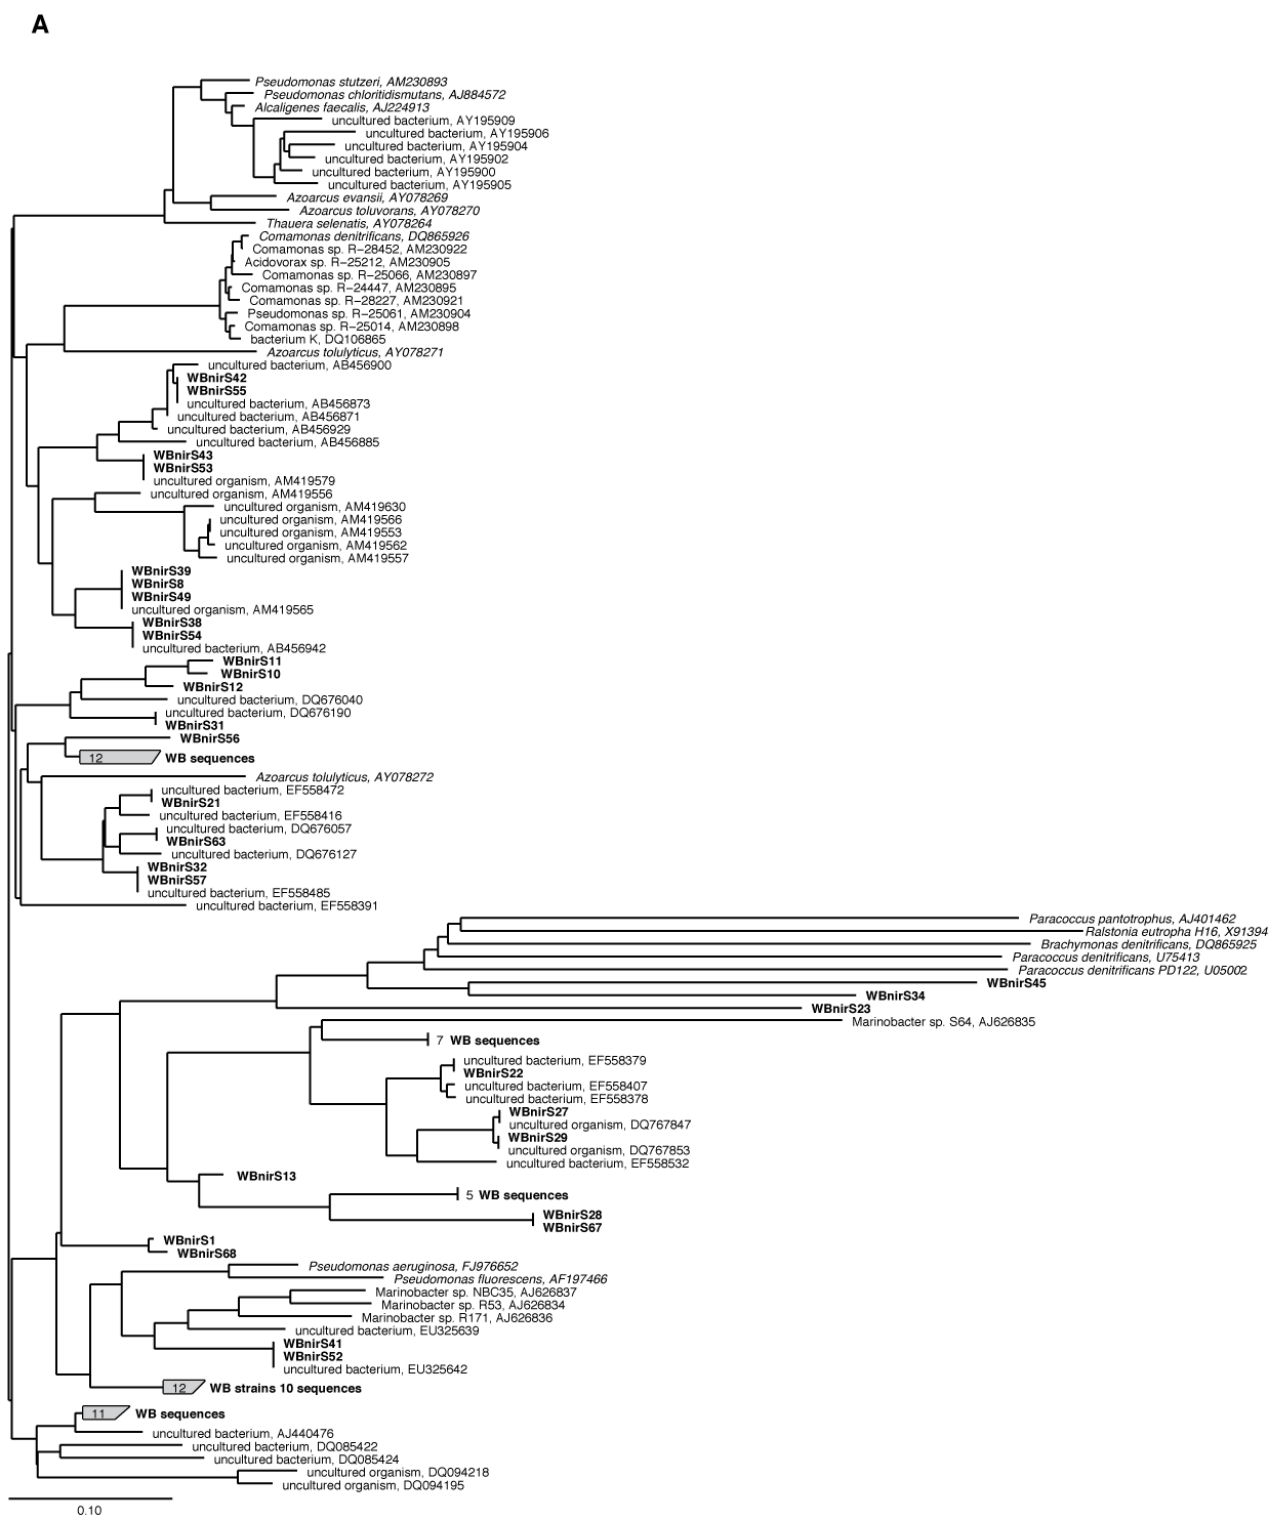 A
Pseudomonas stutzeri, AM230893
Pseudomonas chloritidismutans, AJ884572
Alcaligenes faecalis, AJ224913
uncultured bacterium, AY195909
uncultured bacterium, AY195906
uncultured bacterium, AY195904
uncultured bacterium, AY195902
uncultured bacterium, AY195900
uncultured bacterium, AY195905
Azoarcus evansii, AY078269
Azoarcus toluvorans, AY078270
Thauera selenatis, AY078264
Comamonas denitrificans, DQ865926
Comamonas sp. R−28452, AM230922
Acidovorax sp. R−25212, AM230905
Comamonas sp. R−25066, AM230897
Comamonas sp. R−24447, AM230895
Comamonas sp. R−28227, AM230921
Pseudomonas sp. R−25061, AM230904
Comamonas sp. R−25014, AM230898
bacterium K, DQ106865
Azoarcus tolulyticus, AY078271
uncultured bacterium, AB456900
WBnirS42
WBnirS55
uncultured bacterium, AB456873
uncultured bacterium, AB456871
uncultured bacterium, AB456929
uncultured bacterium, AB456885
WBnirS43
WBnirS53
uncultured organism, AM419579
uncultured organism, AM419556
uncultured organism, AM419630
uncultured organism, AM419566
uncultured organism, AM419553
uncultured organism, AM419562
uncultured organism, AM419557
WBnirS39
WBnirS8
WBnirS49
uncultured organism, AM419565
WBnirS38
WBnirS54
uncultured bacterium, AB456942
WBnirS11
WBnirS10
WBnirS12
uncultured bacterium, DQ676040
uncultured bacterium, DQ676190
WBnirS31
WBnirS56
12 WB sequences
Azoarcus tolulyticus, AY078272
uncultured bacterium, EF558472
WBnirS21
uncultured bacterium, EF558416
uncultured bacterium, DQ676057
WBnirS63
uncultured bacterium, DQ676127
WBnirS32
WBnirS57
uncultured bacterium, EF558485
uncultured bacterium, EF558391
Paracoccus pantotrophus, AJ401462
Ralstonia eutropha H16, X91394
Brachymonas denitrificans, DQ865925
Paracoccus denitrificans, U75413
Paracoccus denitrificans PD122, U05002
WBnirS45
WBnirS34
WBnirS23
Marinobacter sp. S64, AJ626835
7 WB sequences
uncultured bacterium, EF558379
WBnirS22
uncultured bacterium, EF558407
uncultured bacterium, EF558378
WBnirS27
uncultured organism, DQ767847
WBnirS29
uncultured organism, DQ767853
uncultured bacterium, EF558532
WBnirS13
5 WB sequences
WBnirS28
WBnirS67
WBnirS1
WBnirS68
Pseudomonas aeruginosa, FJ976652
Pseudomonas fluorescens, AF197466
Marinobacter sp. NBC35, AJ626837
Marinobacter sp. R53, AJ626834
Marinobacter sp. R171, AJ626836
uncultured bacterium, EU325639
WBnirS41
WBnirS52
uncultured bacterium, EU325642
12 WB strains 10 sequences
11 WB sequences
uncultured bacterium, AJ440476
uncultured bacterium, DQ085422
uncultured bacterium, DQ085424
uncultured organism, DQ094218
uncultured organism, DQ094195
0.10